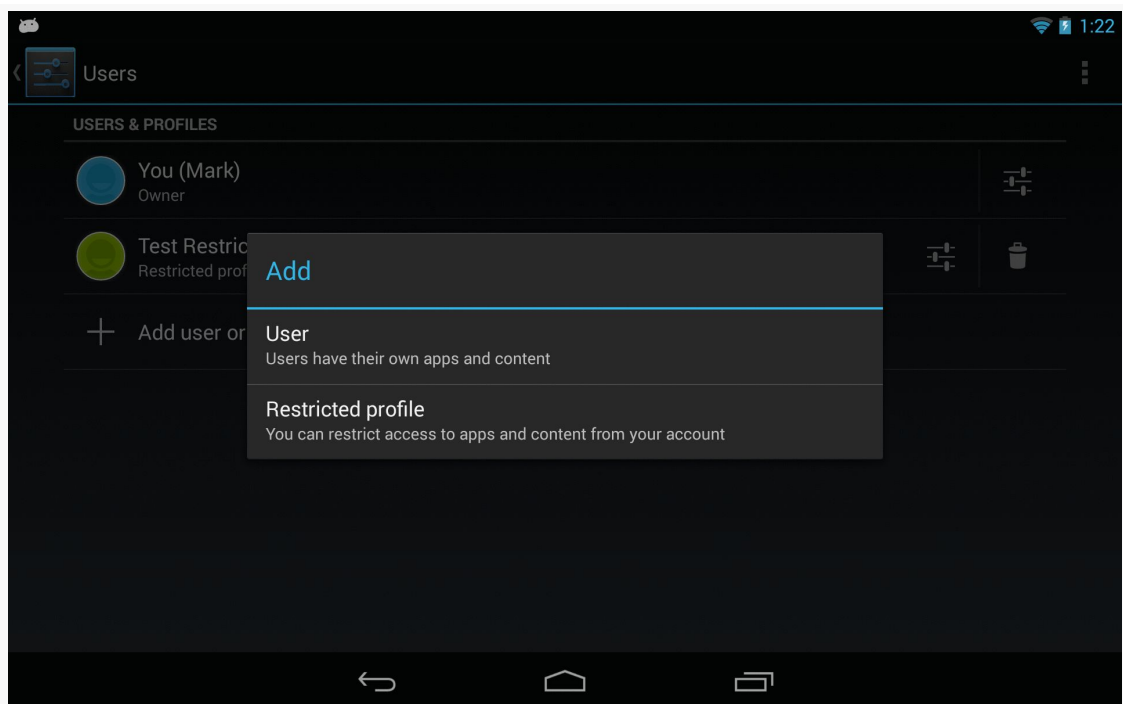 1:22
Users
USERS & PROFILES
You (Mark)
Owner
Test Restric
Restricted prof
Add user or
Add
User
Users have their own apps and content
Restricted profile
You can restrict access to apps and content from your account